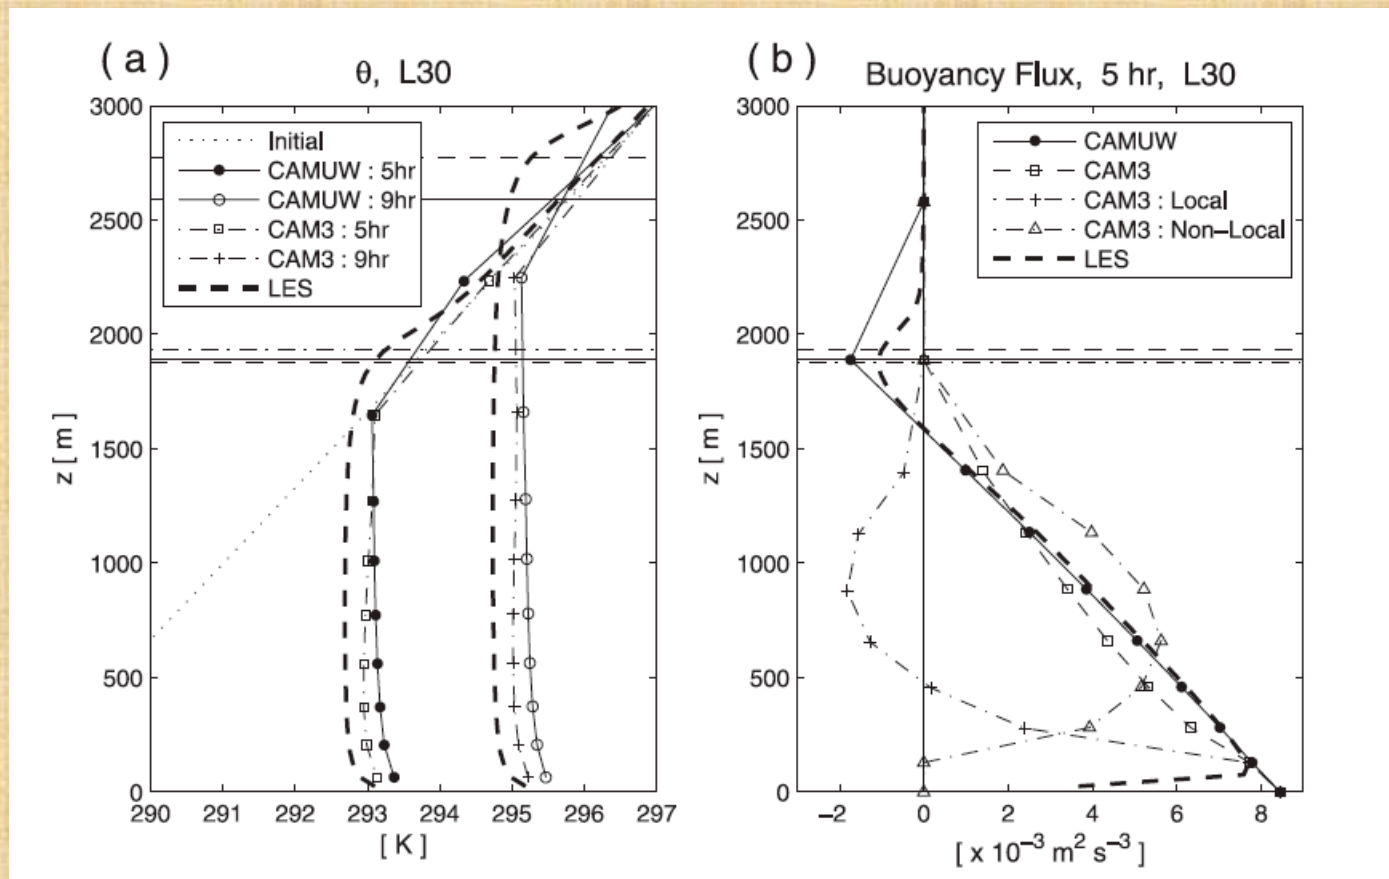 (a)
θ, L30
3000
2500
2000
1500
1000
500
0
z [ m ]
290 291 292 293 294 295 296 297
[ K ]
Initial
CAMUW : 5hr
CAMUW : 9hr
CAM3 : 5hr
CAM3 : 9hr
LES
(b)
Buoyancy Flux, 5 hr, L30
3000
2500
2000
1500
1000
500
0
z [ m ]
−2 0 2 4 6 8
[ x 10⁻³ m² s⁻³ ]
CAMUW
CAM3
CAM3 : Local
CAM3 : Non−Local
LES